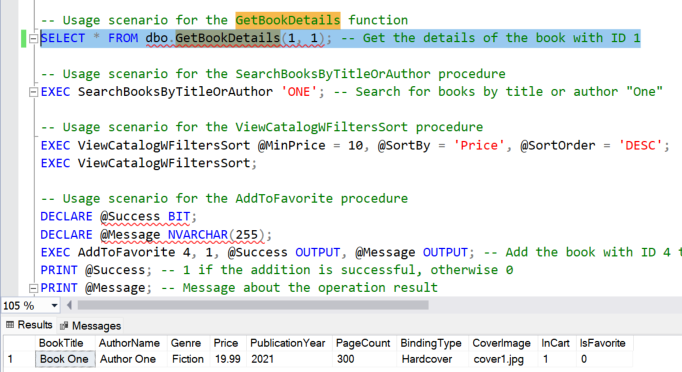 -- Usage scenario for the GetBookDetails function
SELECT * FROM dbo.GetBookDetails(1, 1); -- Get the details of the book with ID 1
-- Usage scenario for the SearchBooksByTitleOrAuthor procedure
EXEC SearchBooksByTitleOrAuthor 'ONE'; -- Search for books by title or author "One"
-- Usage scenario for the ViewCatalogWFiltersSort procedure
EXEC ViewCatalogWFiltersSort @MinPrice = 10, @SortBy = 'Price', @SortOrder = 'DESC';
EXEC ViewCatalogWFiltersSort;
-- Usage scenario for the AddToFavorite procedure
DECLARE @Success BIT;
DECLARE @Message NVARCHAR(255);
EXEC AddToFavorite 4, 1, @Success OUTPUT, @Message OUTPUT; -- Add the book with ID 4
PRINT @Success; -- 1 if the addition is successful, otherwise 0
PRINT @Message; -- Message about the operation result
105 %
Results Messages
BookTitle AuthorName Genre Price PublicationYear PageCount BindingType CoverImage InCart IsFavorite
1 Book One Author One Fiction 19.99 2021 300 Hardcover cover1.jpg 1 0